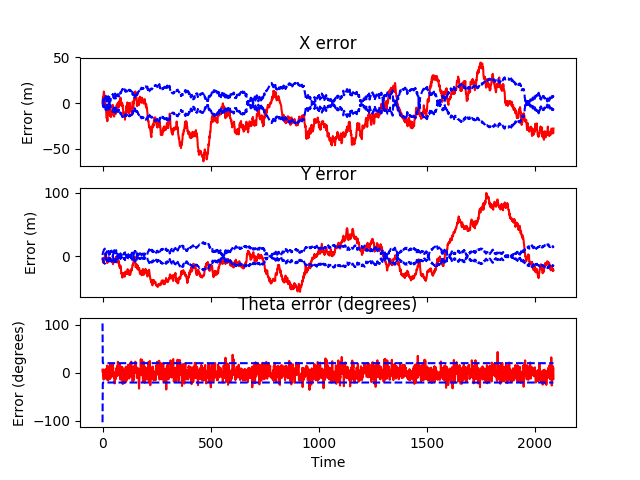 X error
50
0
−50
Error (m)
Y error
100
0
Error (m)
Theta error (degrees)
100
0
−100
Error (degrees)
0 500 1000 1500 2000
Time